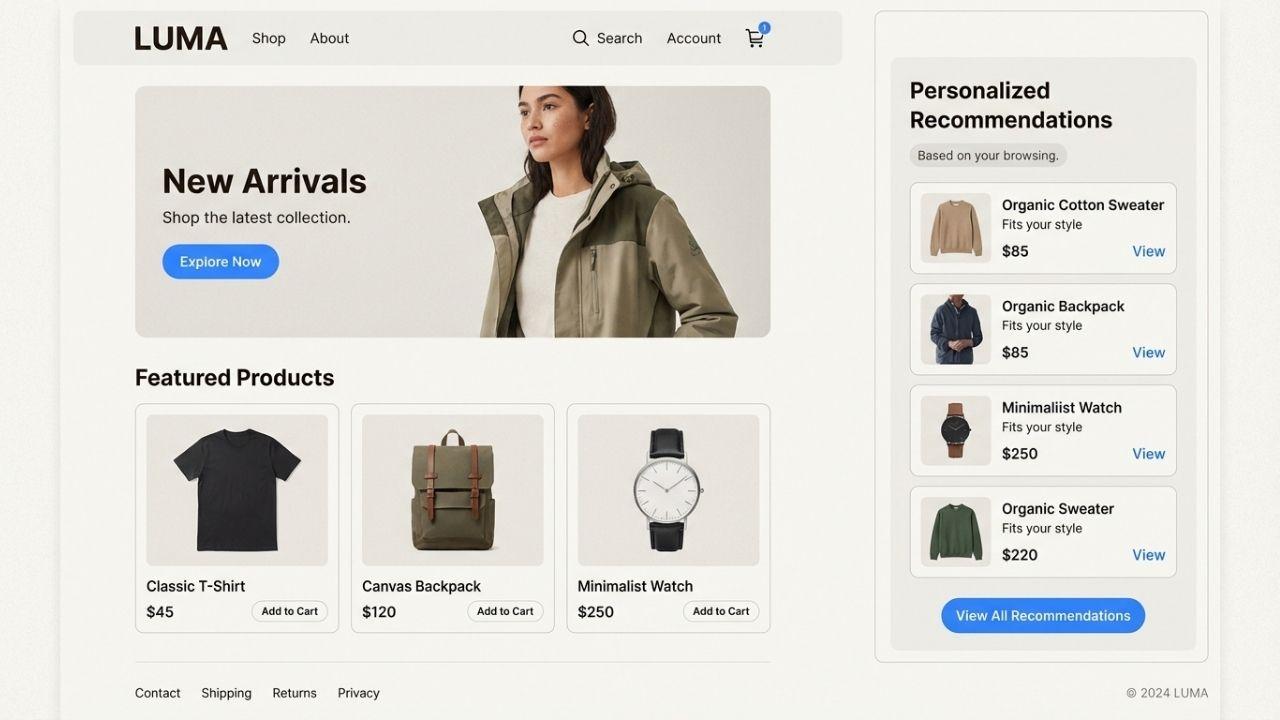 LUMA
Shop
About
Search
Account
1
New Arrivals
Shop the latest collection.
Explore Now
Featured Products
Classic T-Shirt
$45
Add to Cart
Canvas Backpack
$120
Add to Cart
Minimalist Watch
$250
Add to Cart
Personalized
Recommendations
Based on your browsing.
Organic Cotton Sweater
Fits your style
$85
View
Organic Backpack
Fits your style
$85
View
Minimaliist Watch
Fits your style
$250
View
Organic Sweater
Fits your style
$220
View
View All Recommendations
Contact
Shipping
Returns
Privacy
© 2024 LUMA